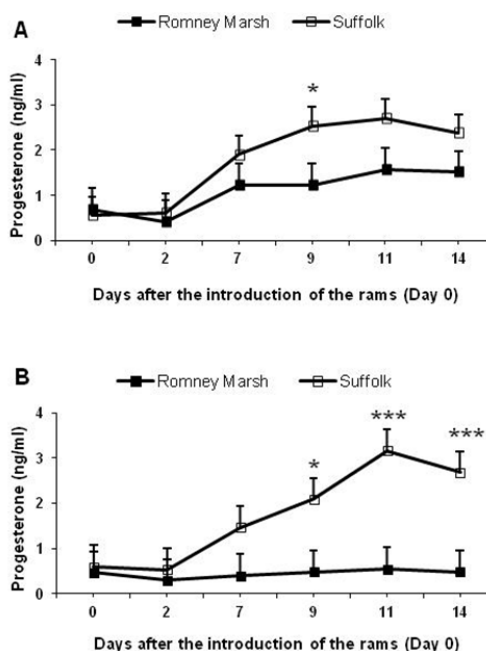 A
Romney Marsh Suffolk
Progesterone (ng/ml)
4
3
2
1
0
*
0 2 7 9 11 14
Days after the introduction of the rams (Day 0)
B
Romney Marsh Suffolk
Progesterone (ng/ml)
4
3
2
1
0
*
***
***
0 2 7 9 11 14
Days after the introduction of the rams (Day 0)